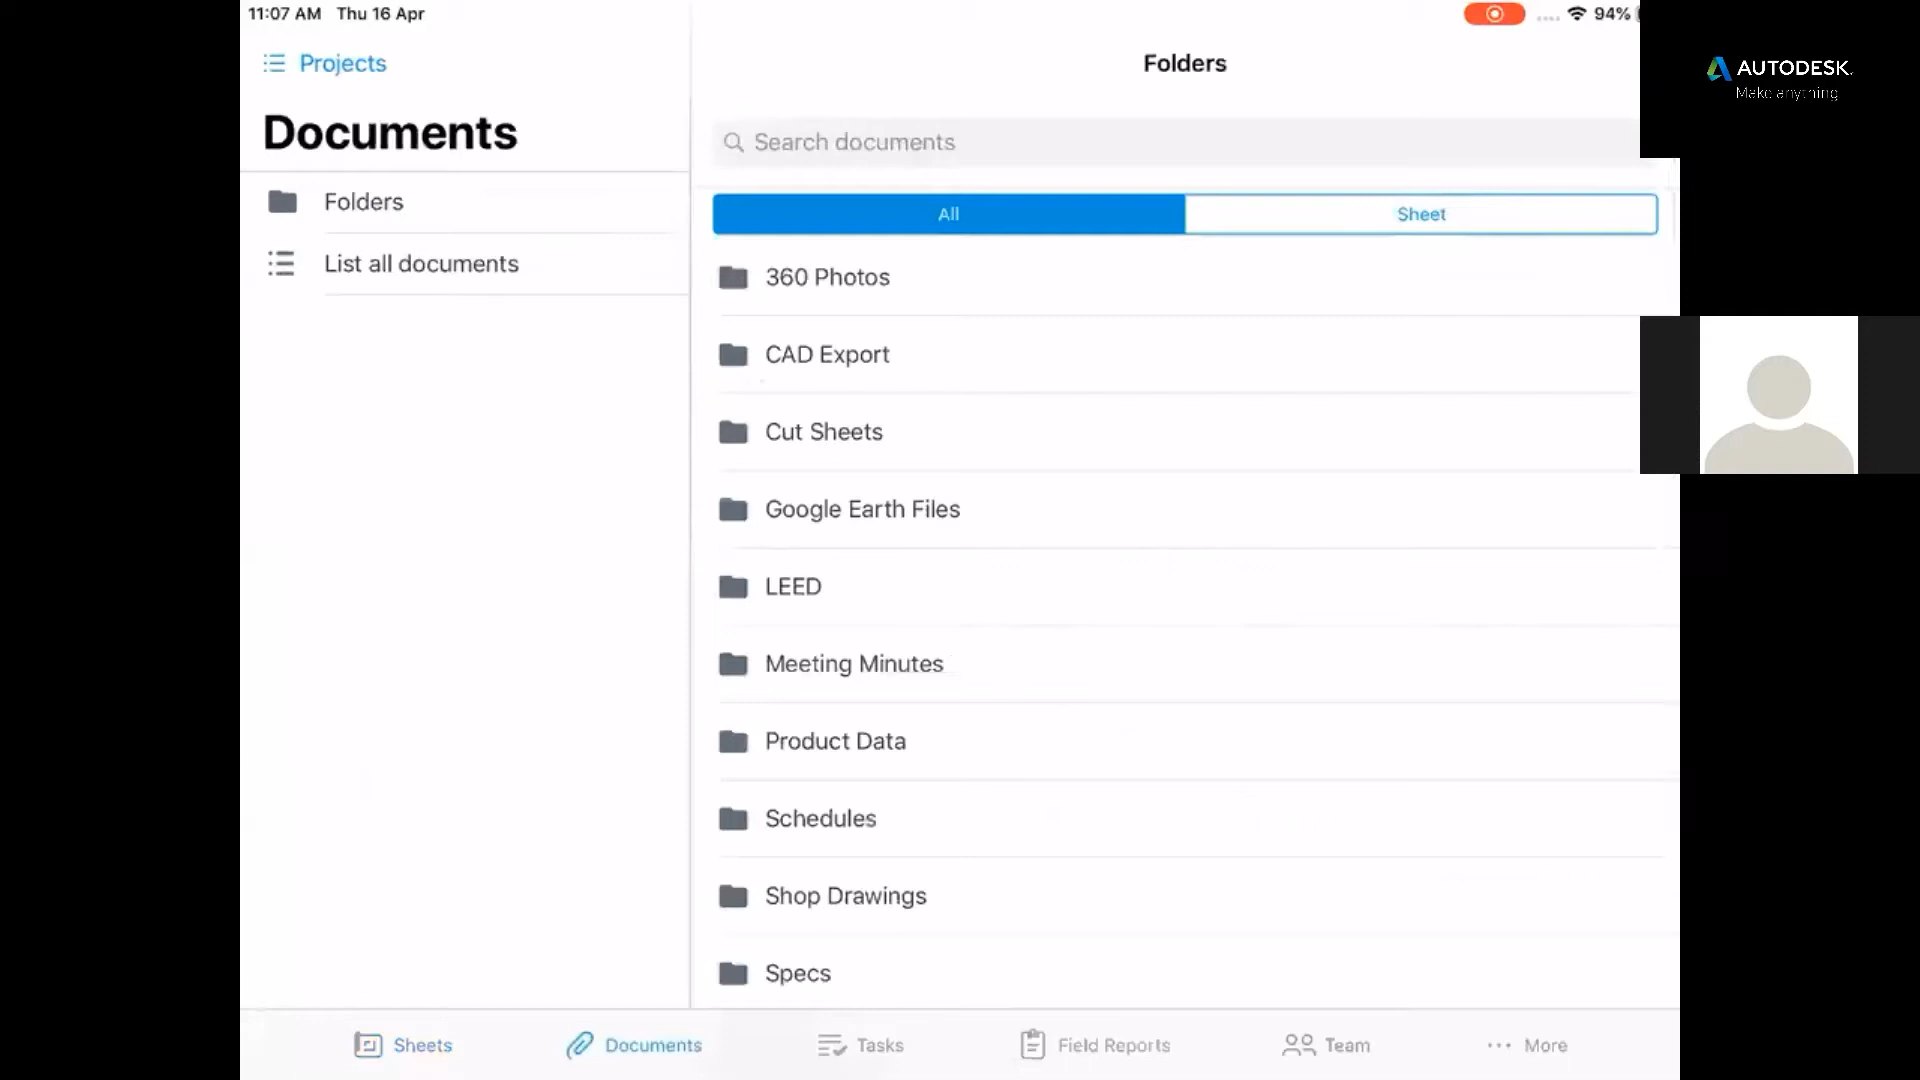 11:07 AM Thu 16 Apr
94%
Projects
Folders
AUTODESK
Make anything
Documents
Search documents
Folders
All
Sheet
List all documents
360 Photos
CAD Export
Cut Sheets
Google Earth Files
LEED
Meeting Minutes
Product Data
Schedules
Shop Drawings
Specs
Sheets
Documents
Tasks
Field Reports
Team
More